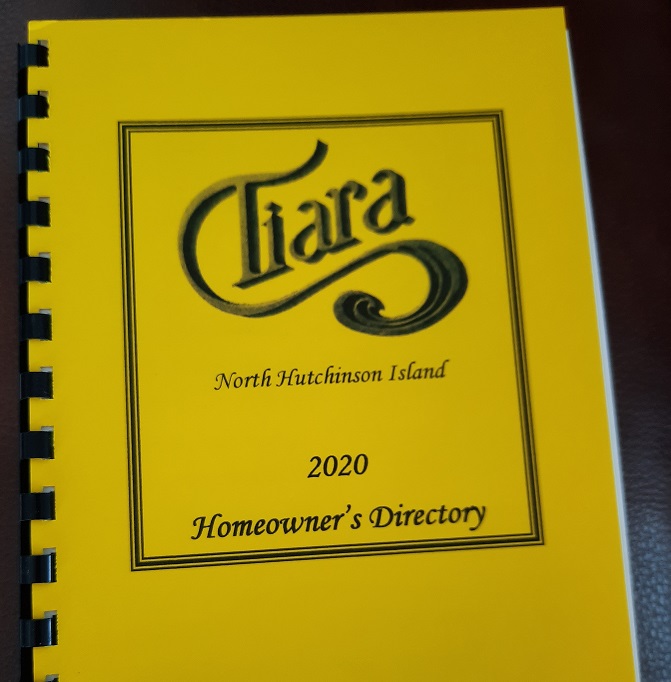 Tiara
North Hutchinson Island
2020
Homeowner's Directory